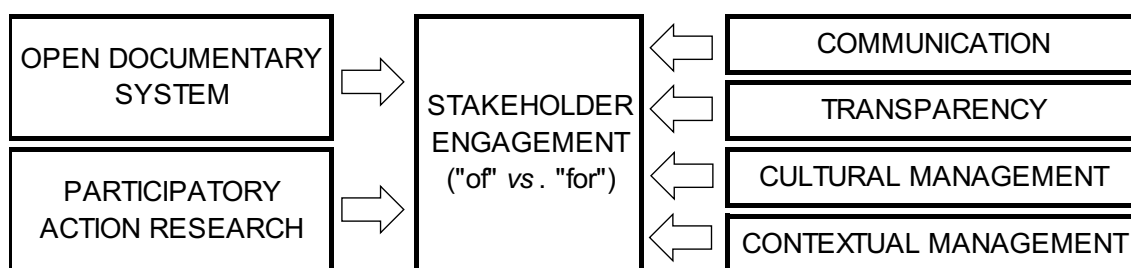 OPEN DOCUMENTARY
SYSTEM
PARTICIPATORY
ACTION RESEARCH
STAKEHOLDER
ENGAGEMENT
("of" vs. "for")
COMMUNICATION
TRANSPARENCY
CULTURAL MANAGEMENT
CONTEXTUAL MANAGEMENT